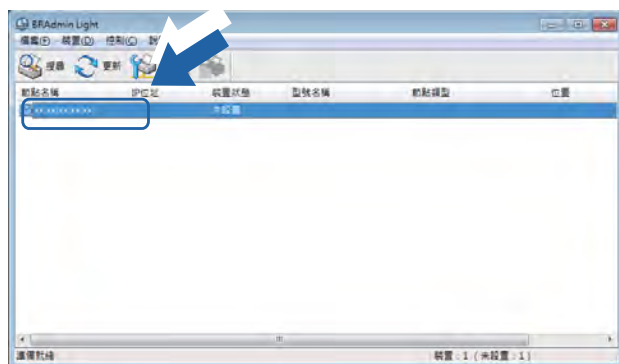 BRAdmin Light
檔案(F) 裝置(D) 控制(C)
搜尋 更新
節點名稱 IP位址 裝置狀態 型號名稱 節點類型 位置
未設置
準備就緒 裝置：1 (未設置：1)